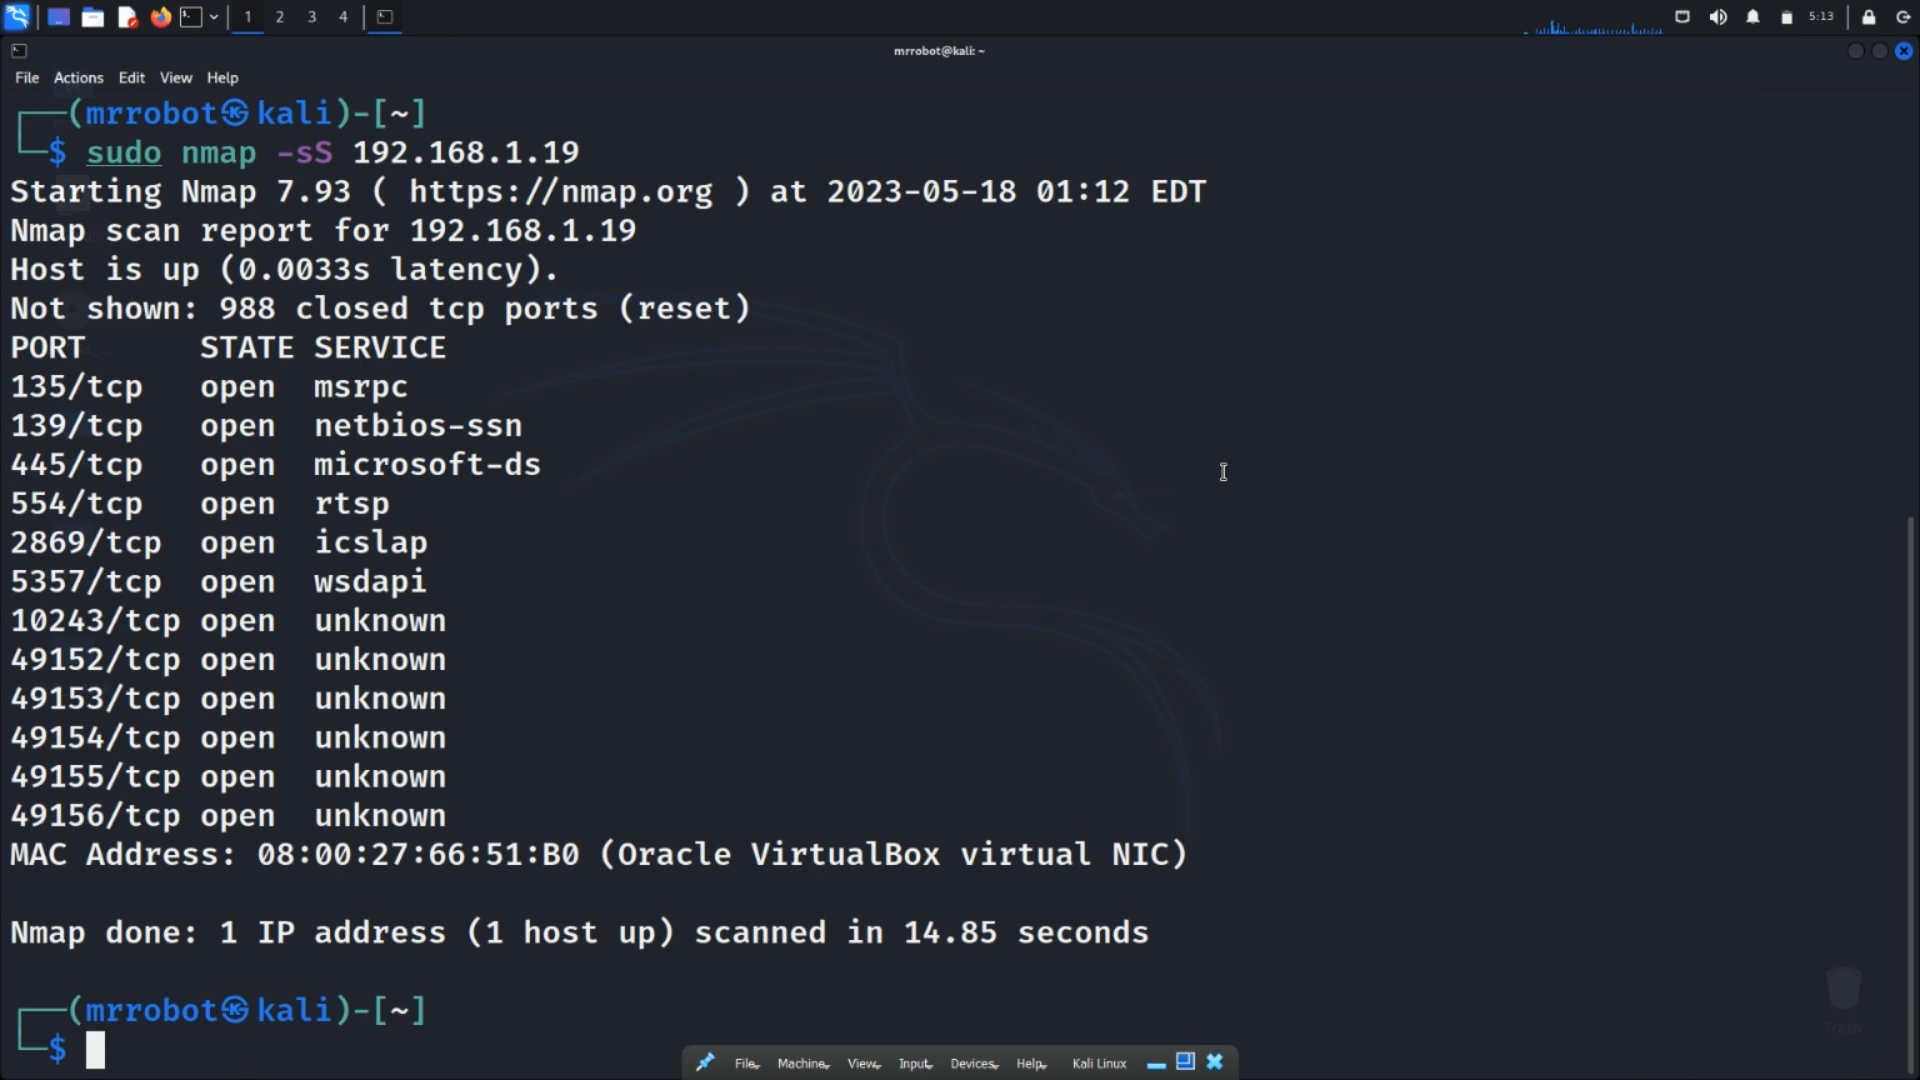 1 2 3 4
5:13
mrrobot@kali: ~
File Actions Edit View Help
┌──(mrrobot㉿kali)-[~]
└─$ sudo nmap -sS 192.168.1.19
Starting Nmap 7.93 ( https://nmap.org ) at 2023-05-18 01:12 EDT
Nmap scan report for 192.168.1.19
Host is up (0.0033s latency).
Not shown: 988 closed tcp ports (reset)
PORT      STATE SERVICE
135/tcp   open  msrpc
139/tcp   open  netbios-ssn
445/tcp   open  microsoft-ds
554/tcp   open  rtsp
2869/tcp  open  icslap
5357/tcp  open  wsdapi
10243/tcp open  unknown
49152/tcp open  unknown
49153/tcp open  unknown
49154/tcp open  unknown
49155/tcp open  unknown
49156/tcp open  unknown
MAC Address: 08:00:27:66:51:B0 (Oracle VirtualBox virtual NIC)
Nmap done: 1 IP address (1 host up) scanned in 14.85 seconds
┌──(mrrobot㉿kali)-[~]
└─$
Trash
File Machine View Input Devices Help Kali Linux